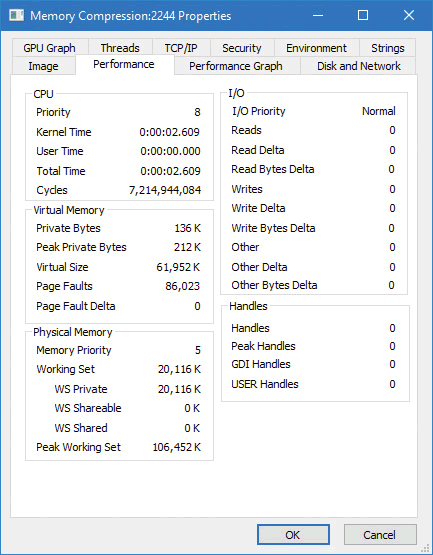 Memory Compression:2244 Properties
GPU Graph Threads TCP/IP Security Environment Strings
Image Performance Performance Graph Disk and Network
CPU
Priority 8
Kernel Time 0:00:02.609
User Time 0:00:00.000
Total Time 0:00:02.609
Cycles 7,214,944,084
Virtual Memory
Private Bytes 136 K
Peak Private Bytes 212 K
Virtual Size 61,952 K
Page Faults 86,023
Page Fault Delta 0
Physical Memory
Memory Priority 5
Working Set 20,116 K
WS Private 20,116 K
WS Shareable 0 K
WS Shared 0 K
Peak Working Set 106,452 K
I/O
I/O Priority Normal
Reads 0
Read Delta 0
Read Bytes Delta 0
Writes 0
Write Delta 0
Write Bytes Delta 0
Other 0
Other Delta 0
Other Bytes Delta 0
Handles
Handles 0
Peak Handles 0
GDI Handles 0
USER Handles 0
OK Cancel